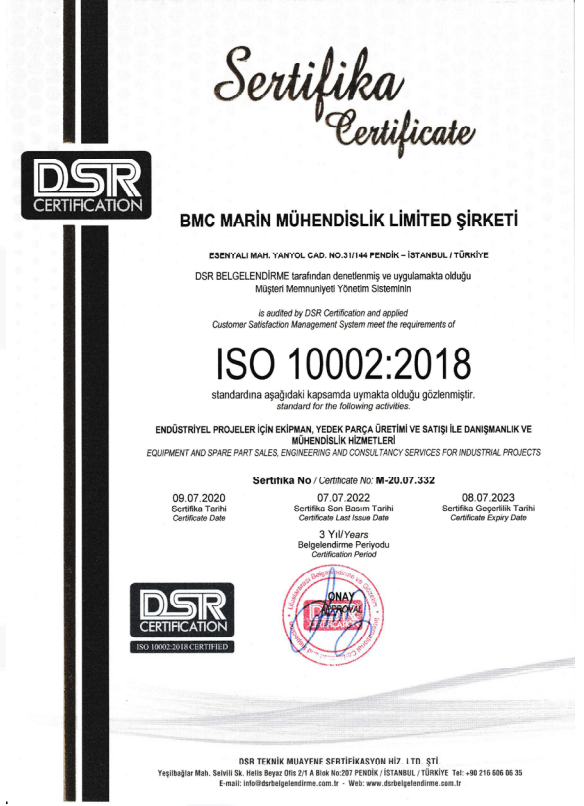 Sertifika
Certificate
DSR
CERTIFICATION
BMC MARİN MÜHENDİSLİK LİMİTED ŞİRKETİ
ESENYALI MAH. YANYOL CAD. NO.31/144 PENDİK – İSTANBUL / TÜRKİYE
DSR BELGELENDİRME tarafından denetlenmiş ve uygulamakta olduğu
Müşteri Memnuniyeti Yönetim Sisteminin
is audited by DSR Certification and applied
Customer Satisfaction Management System meet the requirements of
ISO 10002:2018
standardına aşağıdaki kapsamda uymakta olduğu gözlenmiştir.
standard for the following activities.
ENDÜSTRİYEL PROJELER İÇİN EKİPMAN, YEDEK PARÇA ÜRETİMİ VE SATIŞI İLE DANIŞMANLIK VE
MÜHENDİSLİK HİZMETLERİ
EQUIPMENT AND SPARE PART SALES, ENGINEERING AND CONSULTANCY SERVICES FOR INDUSTRIAL PROJECTS
Sertifika No / Certificate No: M-20.07.332
09.07.2020 07.07.2022 08.07.2023
Sertifika Tarihi Sertifika Son Basım Tarihi Sertifika Geçerlilik Tarihi
Certificate Date Certificate Last Issue Date Certificate Expiry Date
3 Yıl/Years
Belgelendirme Periyodu
Certification Period
DSR
CERTIFICATION
ISO 10002:2018 CERTIFIED
ONAY
APPROVAL
DSR TEKNİK MUAYENE SERTİFİKASYON HİZ. LTD. ŞTİ.
Yeşilbağlar Mah. Selvili Sk. Helis Beyaz Ofis 2/1 A Blok No:207 PENDİK / İSTANBUL / TÜRKİYE Tel: +90 216 606 06 35
E-mail: info@dsrbelgelendirme.com.tr - Web: www.dsrbelgelendirme.com.tr